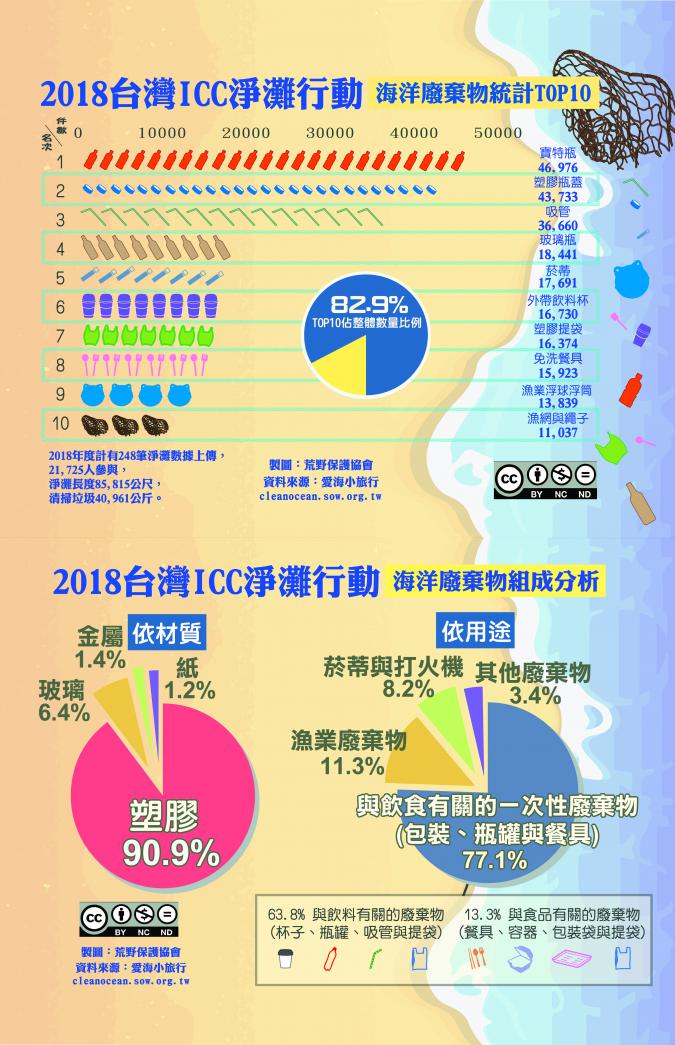 2018台灣ICC淨灘行動 海洋廢棄物統計TOP10
件數
名次
0 10000 20000 30000 40000 50000
1 寶特瓶
46,976
2 塑膠瓶蓋
43,733
3 吸管
36,660
4 玻璃瓶
18,441
5 菸蒂
17,691
6 外帶飲料杯
16,730
7 塑膠提袋
16,374
8 免洗餐具
15,923
9 漁業浮球浮筒
13,839
10 漁網與繩子
11,037
82.9%
TOP10佔整體數量比例
2018年度計有248筆淨灘數據上傳，
21,725人參與，
淨灘長度85,815公尺，
清掃垃圾40,961公斤。
製圖：荒野保護協會
資料來源：愛海小旅行
cleanocean.sow.org.tw
cc
BY NC ND
2018台灣ICC淨灘行動 海洋廢棄物組成分析
依材質
金屬
1.4%
紙
1.2%
玻璃
6.4%
塑膠
90.9%
依用途
菸蒂與打火機
8.2%
其他廢棄物
3.4%
漁業廢棄物
11.3%
與飲食有關的一次性廢棄物
(包裝、瓶罐與餐具)
77.1%
63.8% 與飲料有關的廢棄物
(杯子、瓶罐、吸管與提袋)
13.3% 與食品有關的廢棄物
(餐具、容器、包裝袋與提袋)
cc
BY NC ND
製圖：荒野保護協會
資料來源：愛海小旅行
cleanocean.sow.org.tw